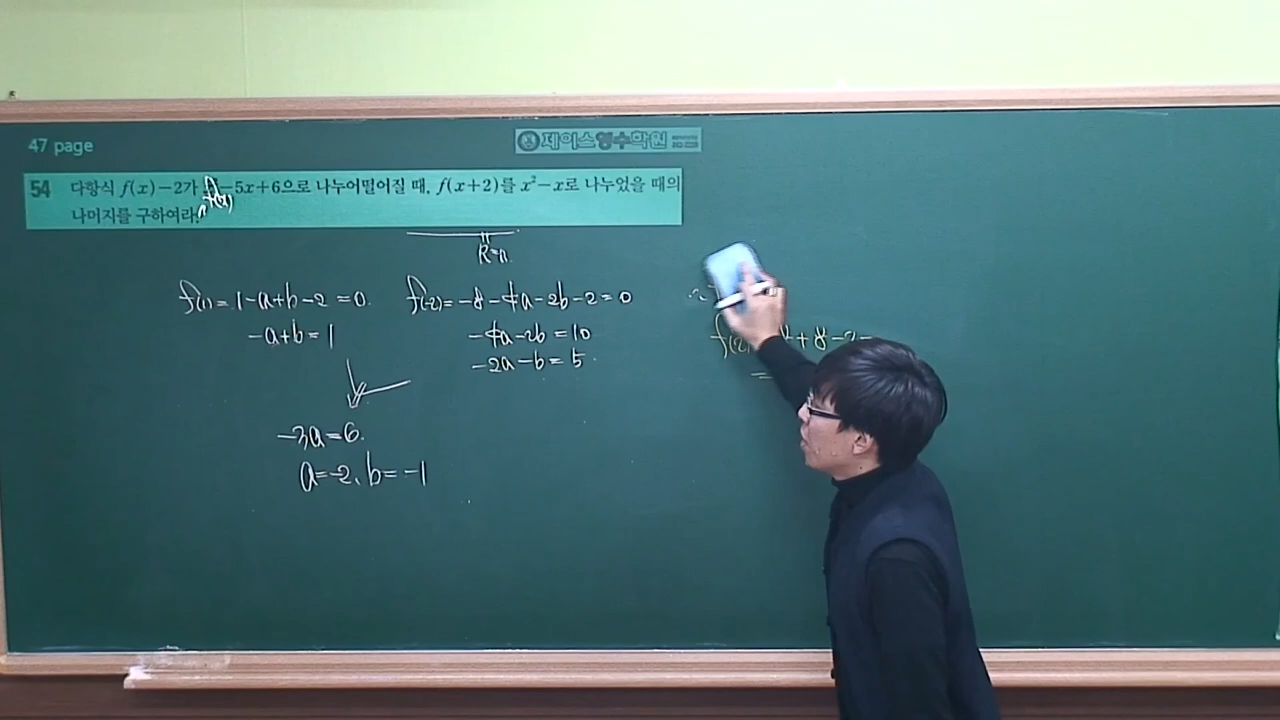 47 page
제이스영수학원
54 다항식 f(x)-2가 -5x+6으로 나누어떨어질 때, f(x+2)를 x²-x로 나누었을 때의
나머지를 구하여라.
R=
f(1)=1-a+b-2=0. f(-2)=-8-4a-2b-2=0
-a+b=1 -4a-2b=10
-2a-b=5
f(2) +8-2
-3a=6.
a=-2, b=-1